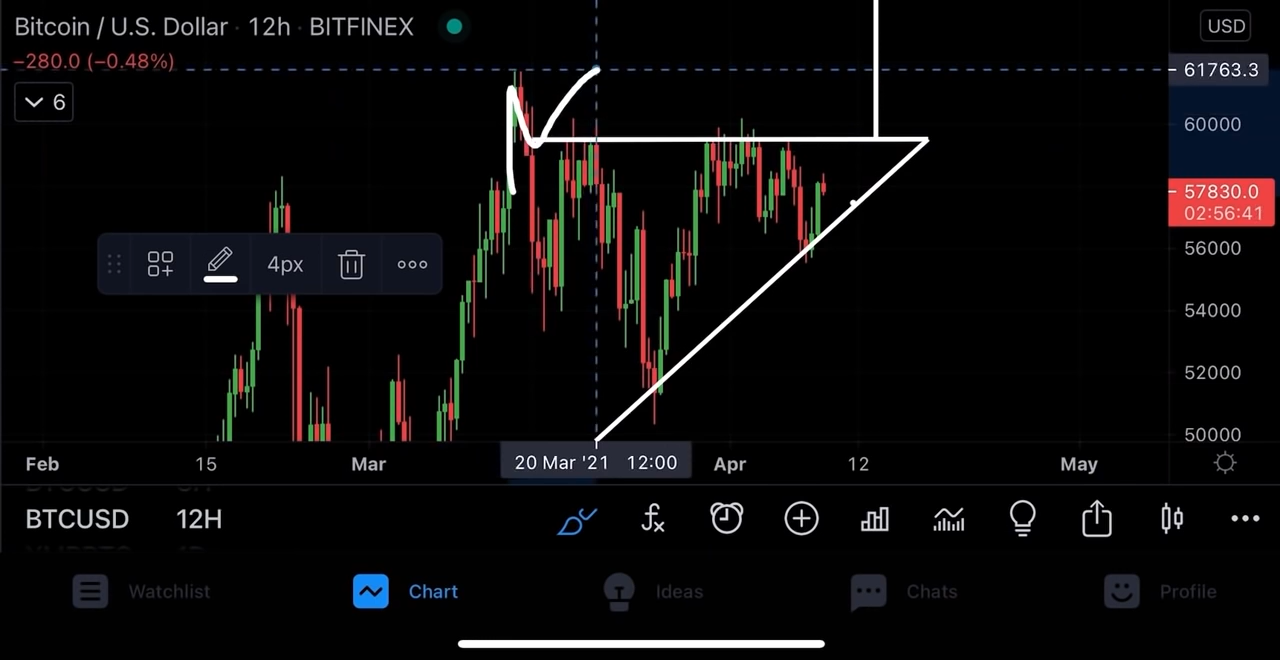 Bitcoin / U.S. Dollar · 12h · BITFINEX
USD
−280.0 (−0.48%)
61763.3
6
60000
57830.0
02:56:41
56000
4px
54000
52000
50000
Feb 15 Mar 20 Mar '21 12:00 Apr 12 May
BTCUSD 12H
Watchlist Chart Ideas Chats Profile